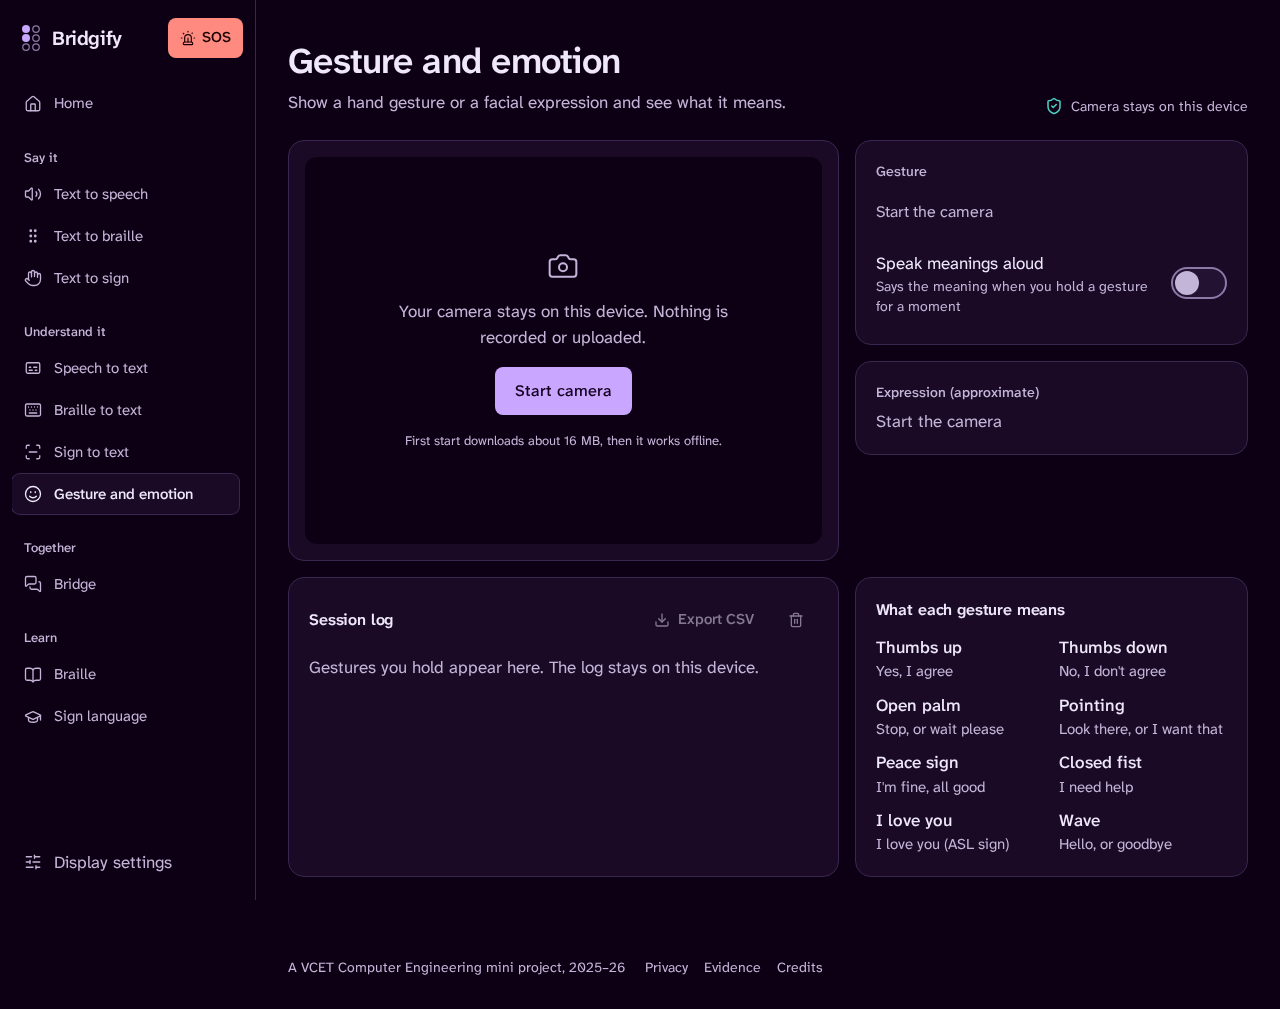 Bridgify
SOS
Home
Say it
Text to speech
Text to braille
Text to sign
Understand it
Speech to text
Braille to text
Sign to text
Gesture and emotion
Together
Bridge
Learn
Braille
Sign language
Display settings
Gesture and emotion
Show a hand gesture or a facial expression and see what it means.
Camera stays on this device
Your camera stays on this device. Nothing is
recorded or uploaded.
Start camera
First start downloads about 16 MB, then it works offline.
Gesture
Start the camera
Speak meanings aloud
Says the meaning when you hold a gesture
for a moment
Expression (approximate)
Start the camera
Session log
Export CSV
Gestures you hold appear here. The log stays on this device.
What each gesture means
Thumbs up
Yes, I agree
Thumbs down
No, I don't agree
Open palm
Stop, or wait please
Pointing
Look there, or I want that
Peace sign
I'm fine, all good
Closed fist
I need help
I love you
I love you (ASL sign)
Wave
Hello, or goodbye
A VCET Computer Engineering mini project, 2025–26 Privacy Evidence Credits